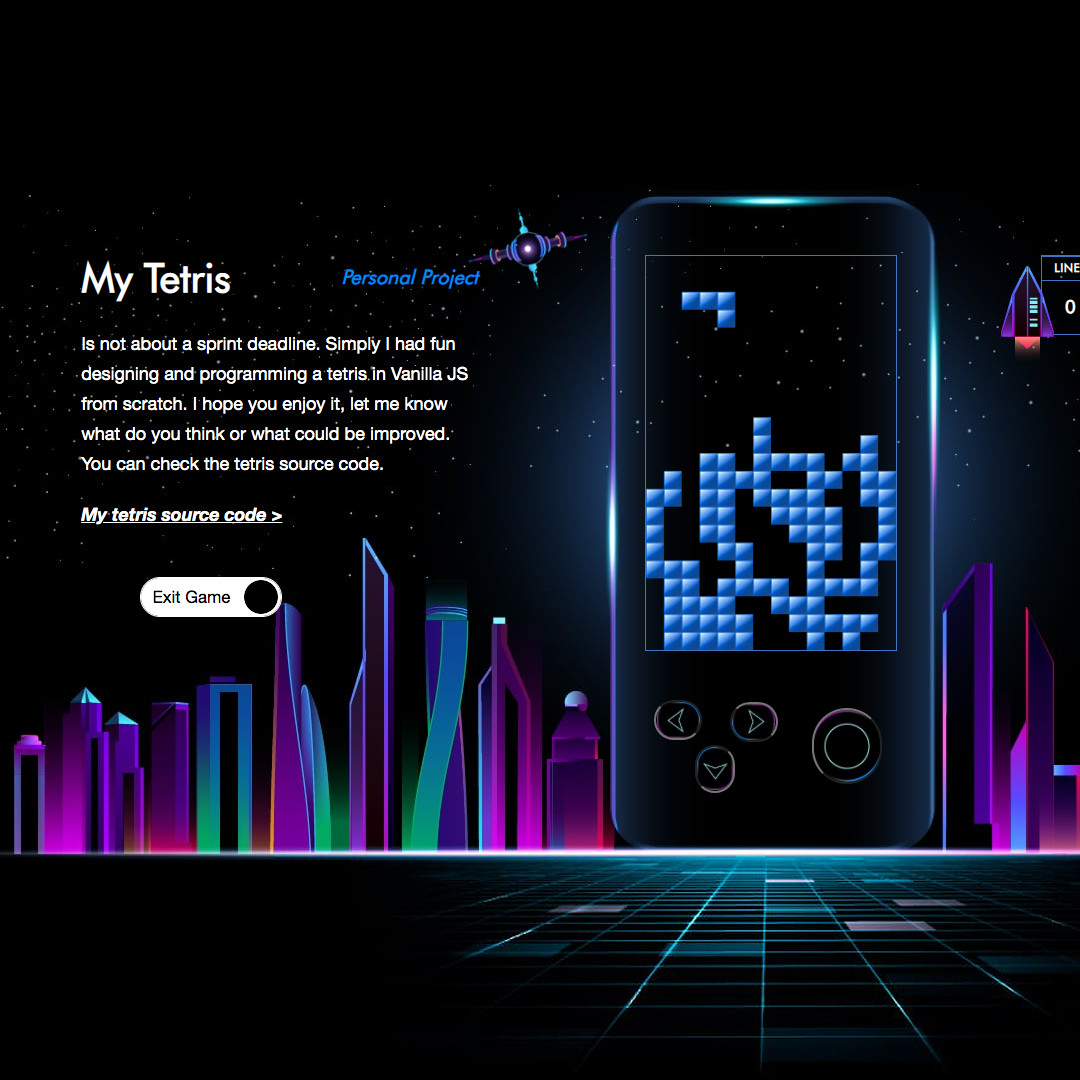 My Tetris
Personal Project
Is not about a sprint deadline. Simply I had fun
designing and programming a tetris in Vanilla JS
from scratch. I hope you enjoy it, let me know
what do you think or what could be improved.
You can check the tetris source code.
My tetris source code >
Exit Game
LINE
0